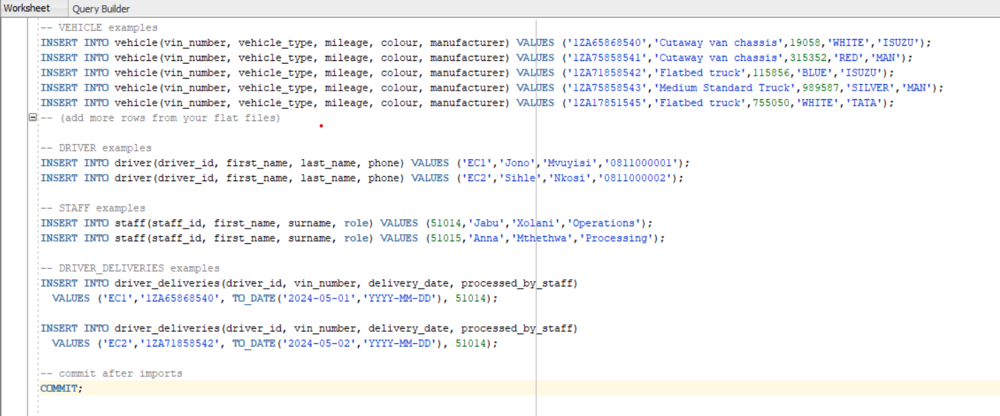 Worksheet Query Builder
-- VEHICLE examples
INSERT INTO vehicle(vin_number, vehicle_type, mileage, colour, manufacturer) VALUES ('1ZA65868540','Cutaway van chassis',19058,'WHITE','ISUZU');
INSERT INTO vehicle(vin_number, vehicle_type, mileage, colour, manufacturer) VALUES ('1ZA75858541','Cutaway van chassis',315352,'RED','MAN');
INSERT INTO vehicle(vin_number, vehicle_type, mileage, colour, manufacturer) VALUES ('1ZA71858542','Flatbed truck',115856,'BLUE','ISUZU');
INSERT INTO vehicle(vin_number, vehicle_type, mileage, colour, manufacturer) VALUES ('1ZA75858543','Medium Standard Truck',989587,'SILVER','MAN');
INSERT INTO vehicle(vin_number, vehicle_type, mileage, colour, manufacturer) VALUES ('1ZA17851545','Flatbed truck',755050,'WHITE','TATA');
-- (add more rows from your flat files)
-- DRIVER examples
INSERT INTO driver(driver_id, first_name, last_name, phone) VALUES ('EC1','Jono','Mvuyisi','0811000001');
INSERT INTO driver(driver_id, first_name, last_name, phone) VALUES ('EC2','Sihle','Nkosi','0811000002');
-- STAFF examples
INSERT INTO staff(staff_id, first_name, surname, role) VALUES (51014,'Jabu','Xolani','Operations');
INSERT INTO staff(staff_id, first_name, surname, role) VALUES (51015,'Anna','Mthethwa','Processing');
-- DRIVER_DELIVERIES examples
INSERT INTO driver_deliveries(driver_id, vin_number, delivery_date, processed_by_staff)
VALUES ('EC1','1ZA65868540', TO_DATE('2024-05-01','YYYY-MM-DD'), 51014);
INSERT INTO driver_deliveries(driver_id, vin_number, delivery_date, processed_by_staff)
VALUES ('EC2','1ZA71858542', TO_DATE('2024-05-02','YYYY-MM-DD'), 51014);
-- commit after imports
COMMIT;